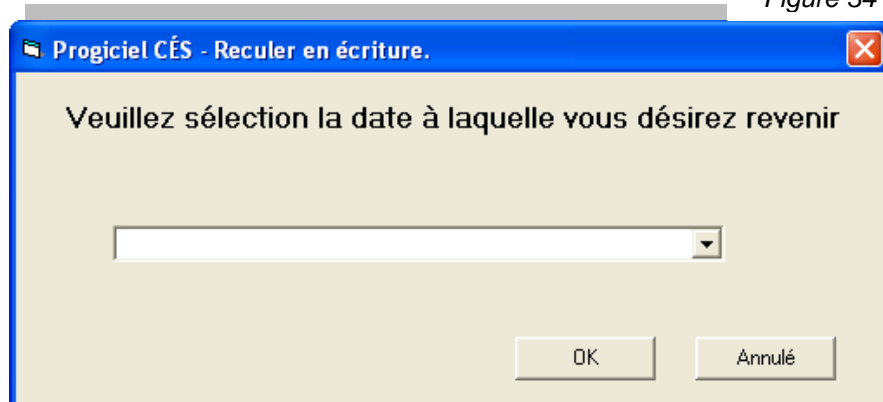 Figure 34
Progiciel CÉS - Reculer en écriture.
Veuillez sélection la date à laquelle vous désirez revenir
OK
Annulé